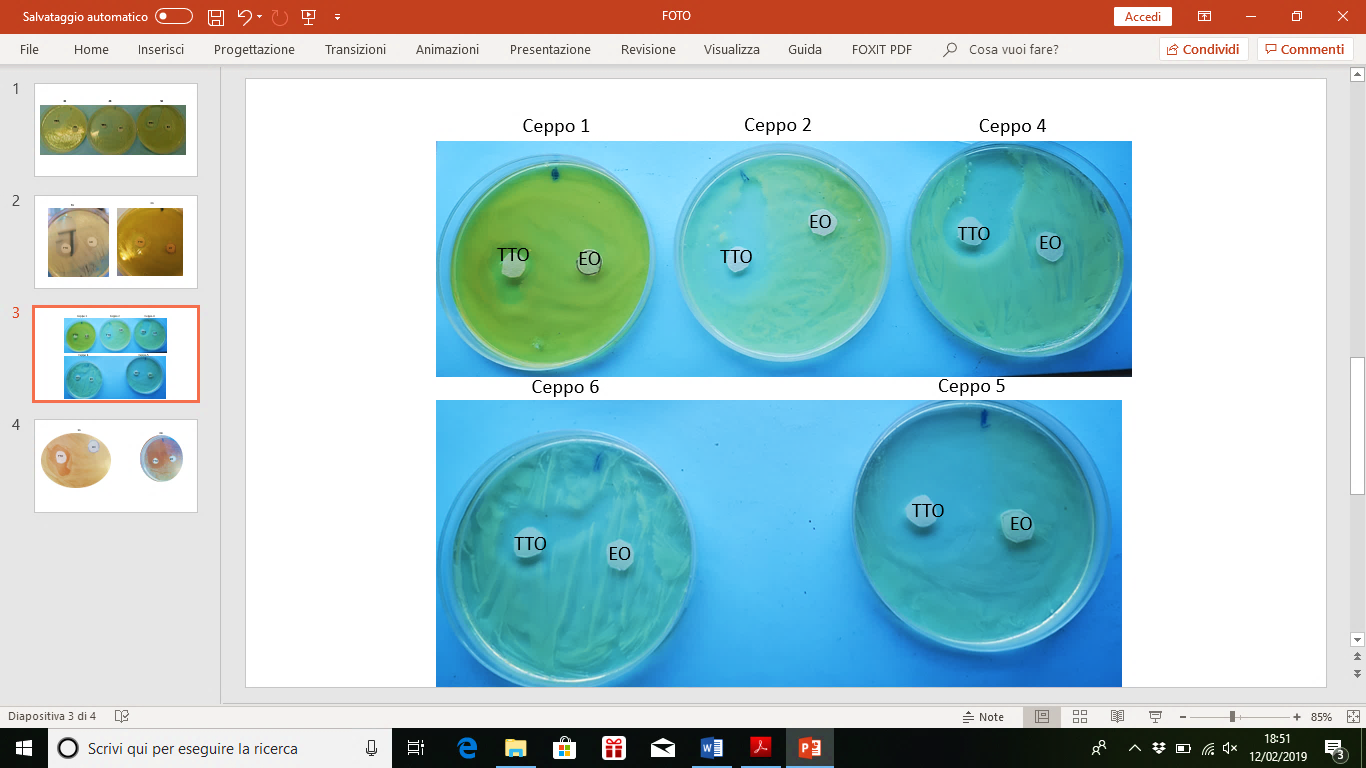 Salvataggio automatico
FOTO
Accedi
File Home Inserisci Progettazione Transizioni Animazioni Presentazione Revisione Visualizza Guida FOXIT PDF Cosa vuoi fare? Condividi Commenti
1
2
3
4
Ceppo 1 Ceppo 2 Ceppo 4
TTO EO
TTO EO
TTO EO
Ceppo 6 Ceppo 5
TTO EO
TTO EO
Diapositiva 3 di 4
Note
85%
Scrivi qui per eseguire la ricerca
18:51
12/02/2019
3